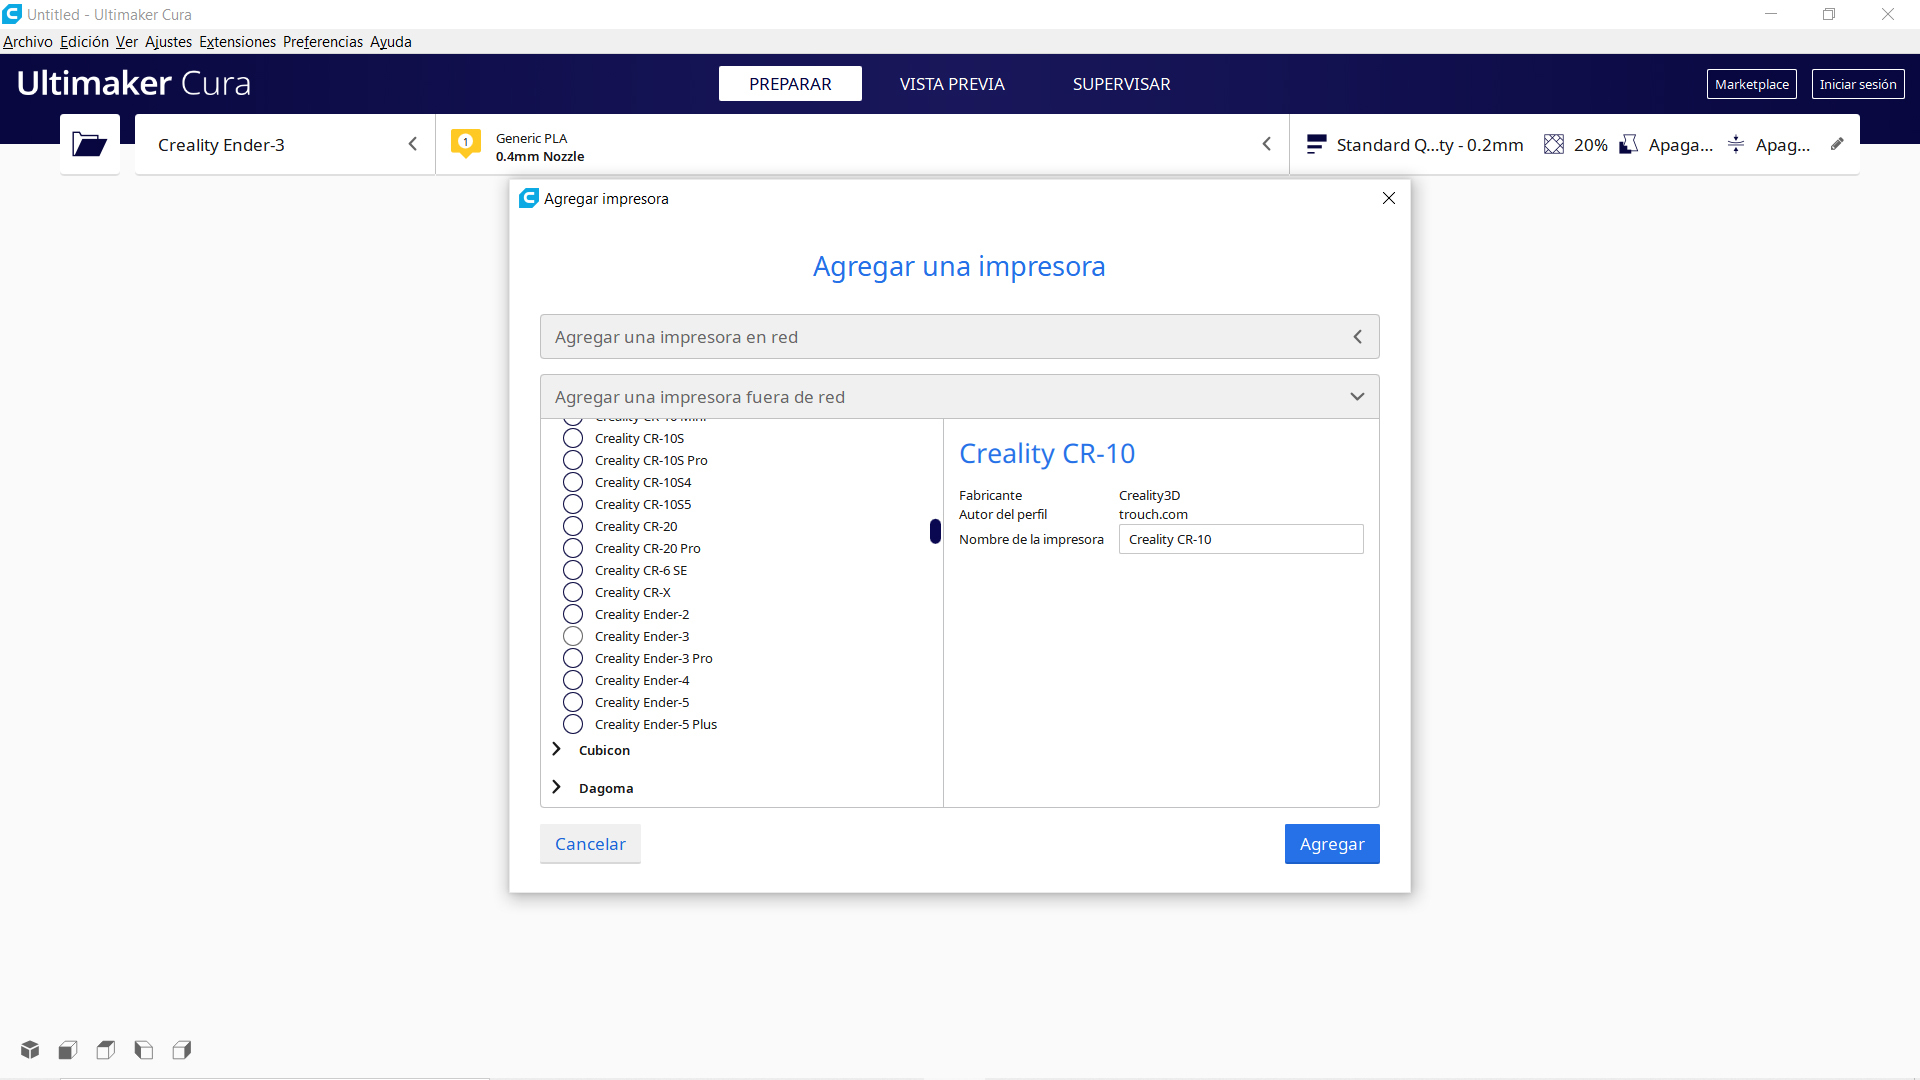 Untitled - Ultimaker Cura
Archivo Edición Ver Ajustes Extensiones Preferencias Ayuda
Ultimaker Cura
PREPARAR
VISTA PREVIA
SUPERVISAR
Marketplace
Iniciar sesión
Creality Ender-3
1
Generic PLA
0.4mm Nozzle
Standard Q...ty - 0.2mm
20%
Apaga...
Apag...
Agregar impresora
Agregar una impresora
Agregar una impresora en red
Agregar una impresora fuera de red
Creality CR-10 Mini
Creality CR-10S
Creality CR-10S Pro
Creality CR-10S4
Creality CR-10S5
Creality CR-20
Creality CR-20 Pro
Creality CR-6 SE
Creality CR-X
Creality Ender-2
Creality Ender-3
Creality Ender-3 Pro
Creality Ender-4
Creality Ender-5
Creality Ender-5 Plus
Cubicon
Dagoma
Creality CR-10
Fabricante Creality3D
Autor del perfil trouch.com
Nombre de la impresora Creality CR-10
Cancelar
Agregar